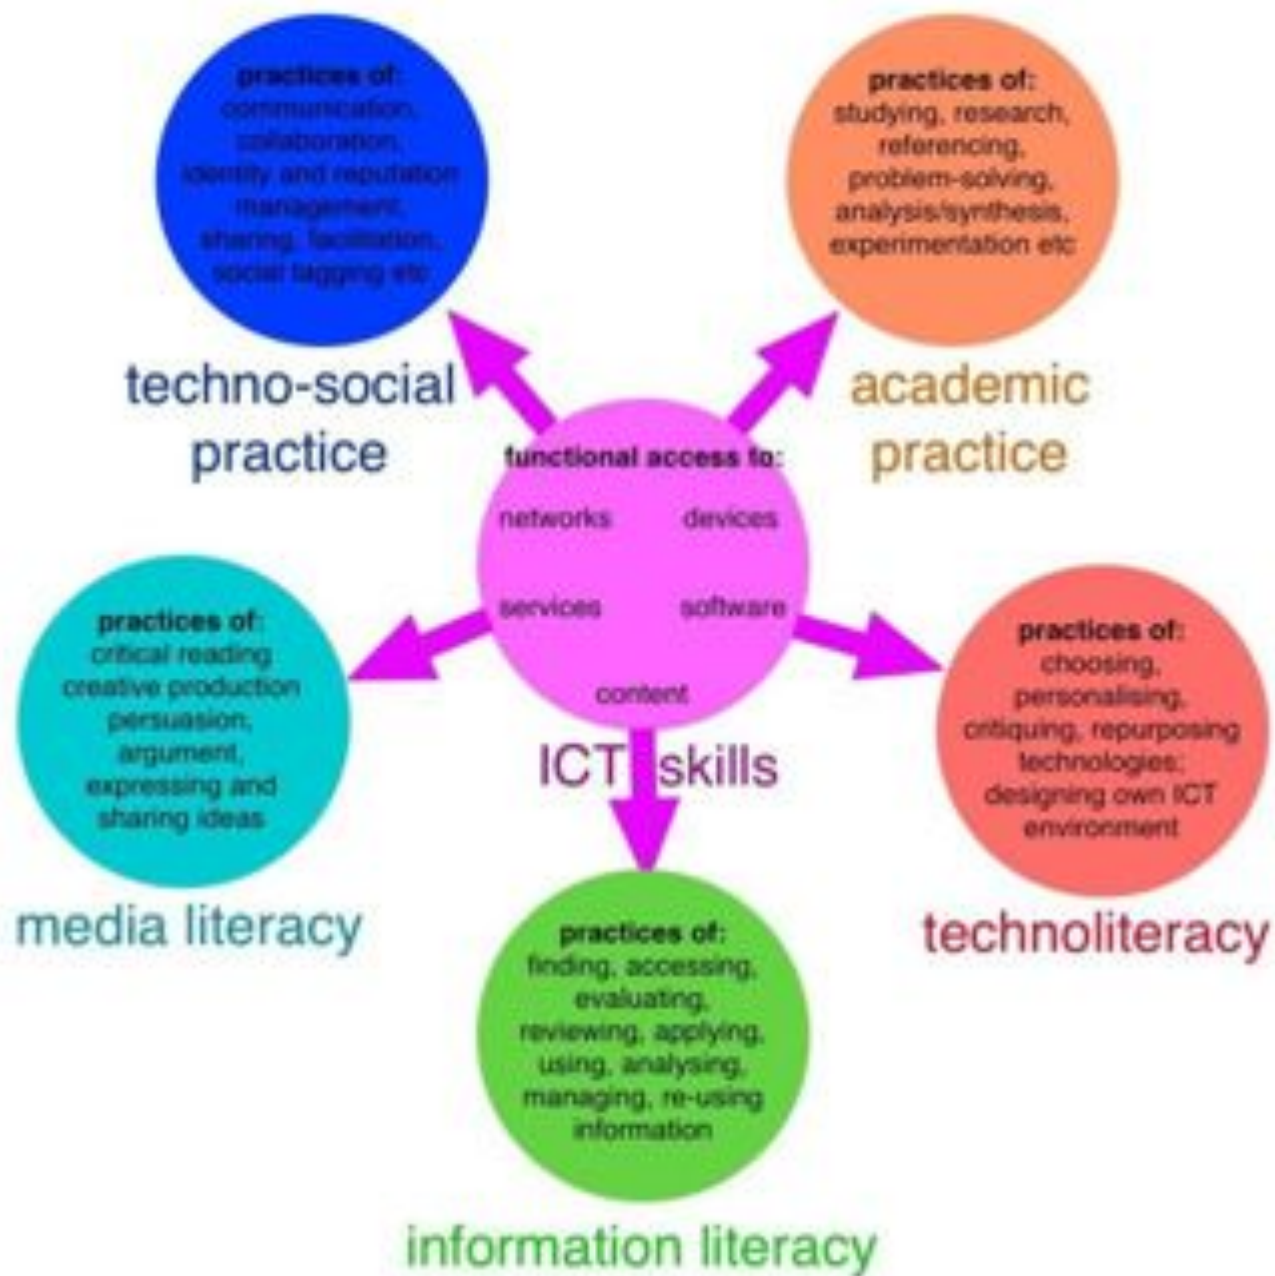 practices of:
communication,
collaboration,
identity and reputation
management,
sharing, facilitation,
social tagging etc
techno-social
practice
practices of:
studying, research,
referencing,
problem-solving,
analysis/synthesis,
experimentation etc
academic
practice
functional access to:
networks devices
services software
content
ICT skills
practices of:
critical reading
creative production
persuasion,
argument,
expressing and
sharing ideas
media literacy
practices of:
choosing,
personalising,
critiquing, repurposing
technologies;
designing own ICT
environment
technoliteracy
practices of:
finding, accessing,
evaluating,
reviewing, applying,
using, analysing,
managing, re-using
information
information literacy